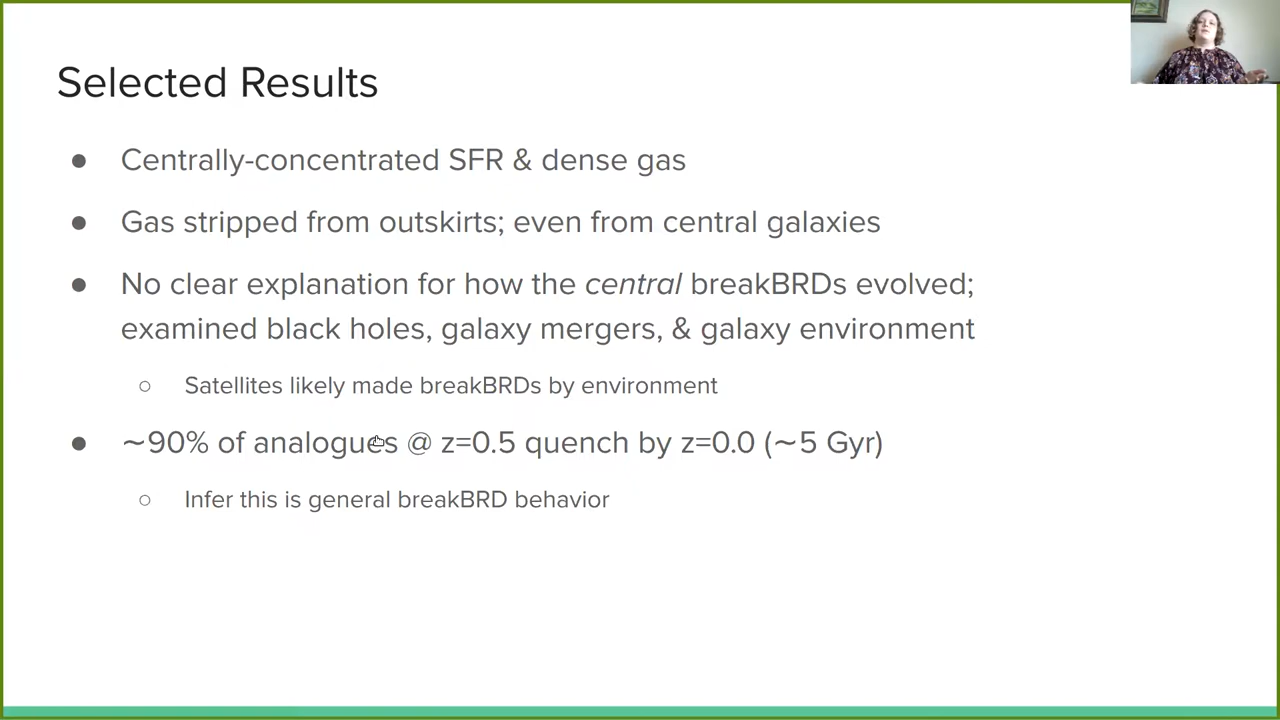 Selected Results
● Centrally-concentrated SFR & dense gas
● Gas stripped from outskirts; even from central galaxies
● No clear explanation for how the central breakBRDs evolved;
examined black holes, galaxy mergers, & galaxy environment
○ Satellites likely made breakBRDs by environment
● ~90% of analogues @ z=0.5 quench by z=0.0 (~5 Gyr)
○ Infer this is general breakBRD behavior